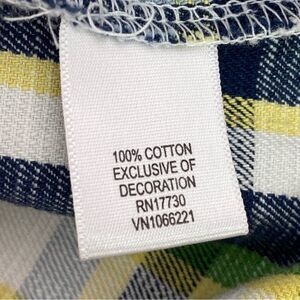 100% COTTON
EXCLUSIVE OF
DECORATION
RN17730
VN1066221